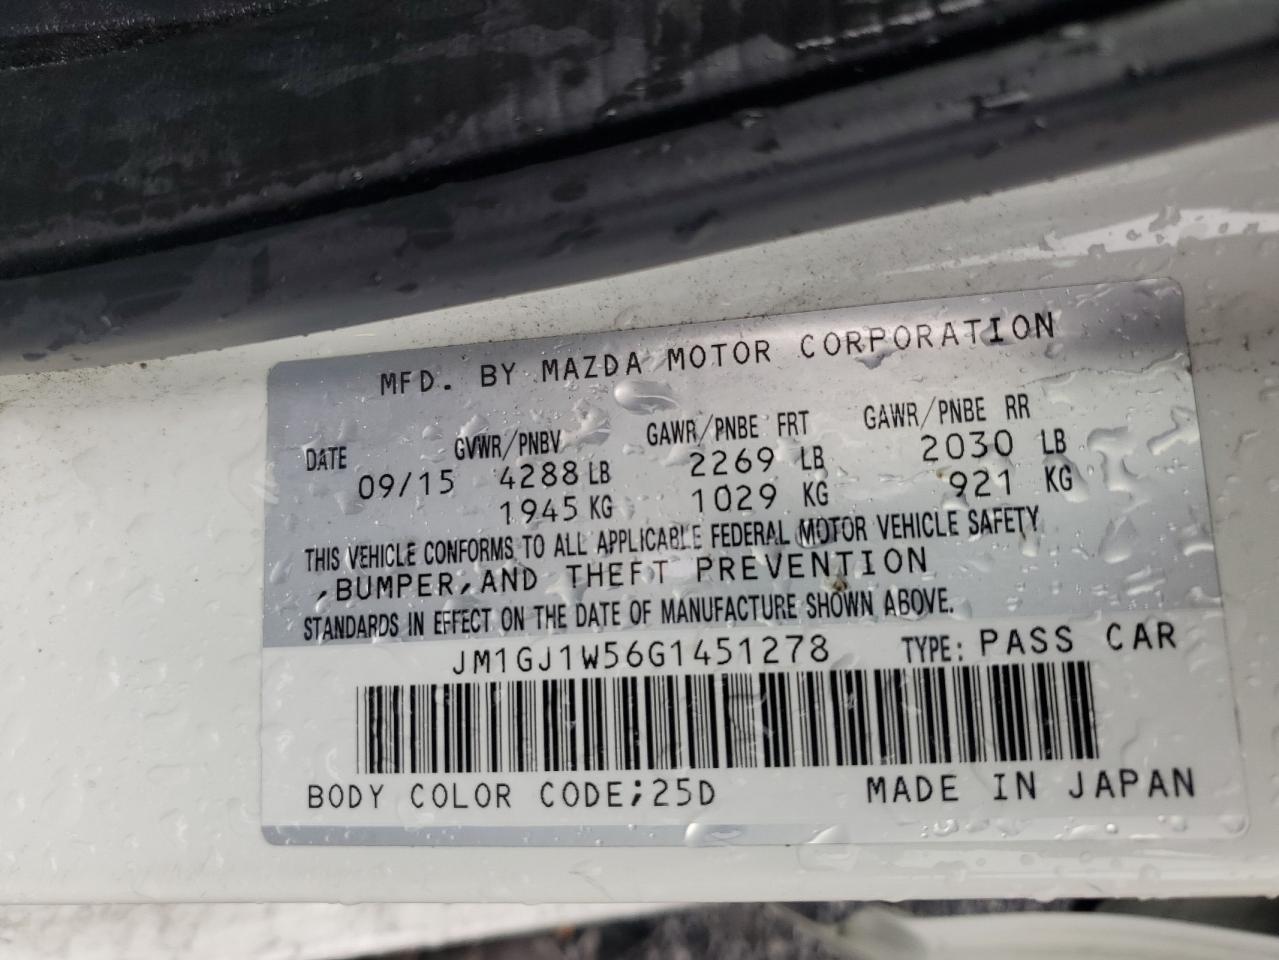 MFD. BY MAZDA MOTOR CORPORATION
DATE GVWR/PNBV GAWR/PNBE FRT GAWR/PNBE RR
09/15 4288 LB 2269 LB 2030 LB
1945 KG 1029 KG 921 KG
THIS VEHICLE CONFORMS TO ALL APPLICABLE FEDERAL MOTOR VEHICLE SAFETY
,BUMPER,AND THEFT PREVENTION
STANDARDS IN EFFECT ON THE DATE OF MANUFACTURE SHOWN ABOVE.
JM1GJ1W56G1451278 TYPE: PASS CAR
BODY COLOR CODE;25D MADE IN JAPAN